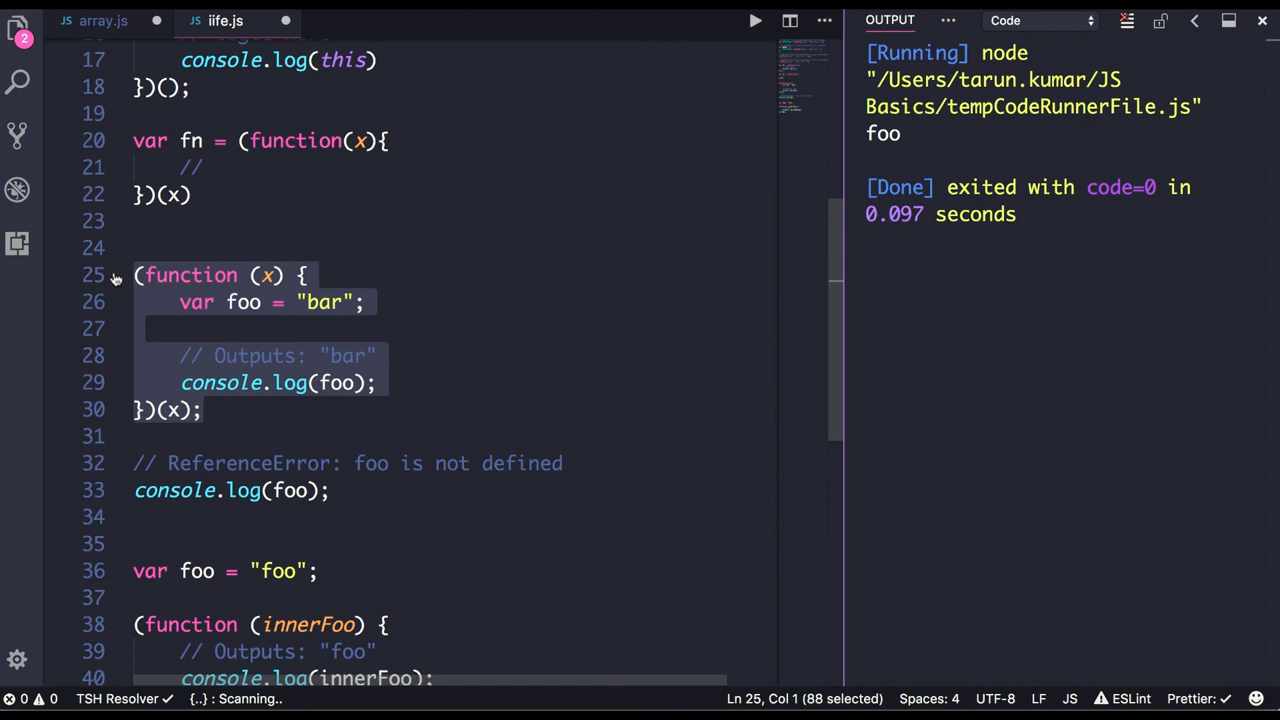 JS array.js
JS iife.js
OUTPUT
Code
2
17 console.log(this)
18 })();
19
20 var fn = (function(x){
21 //
22 })(x)
23
24
25 (function (x) {
26 var foo = "bar";
27
28 // Outputs: "bar"
29 console.log(foo);
30 })(x);
31
32 // ReferenceError: foo is not defined
33 console.log(foo);
34
35
36 var foo = "foo";
37
38 (function (innerFoo) {
39 // Outputs: "foo"
40 console.log(innerFoo);
[Running] node
"/Users/tarun.kumar/JS
Basics/tempCodeRunnerFile.js"
foo
[Done] exited with code=0 in
0.097 seconds
0 0 TSH Resolver {..} : Scanning... Ln 25, Col 1 (88 selected) Spaces: 4 UTF-8 LF JS ESLint Prettier: